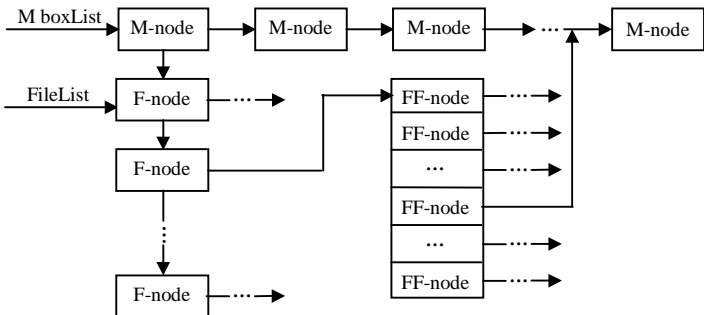 M boxList
M-node
M-node
M-node
...
M-node
FileList
F-node
...
FF-node
...
FF-node
...
F-node
...
...
FF-node
...
...
...
F-node
...
FF-node
...